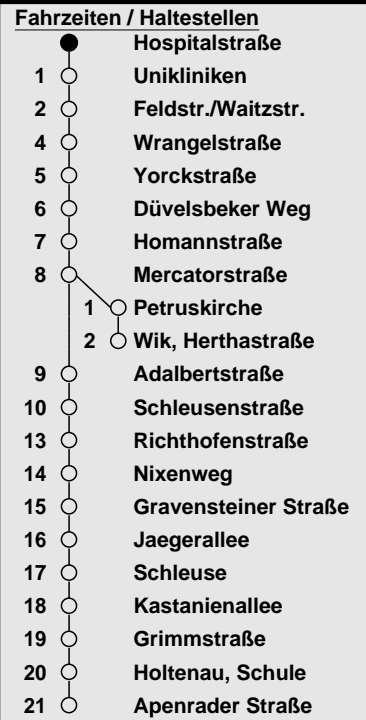 Fahrzeiten / Haltestellen
Hospitalstraße
1 Unikliniken
2 Feldstr./Waitzstr.
4 Wrangelstraße
5 Yorckstraße
6 Düvelsbeker Weg
7 Homannstraße
8 Mercatorstraße
1 Petruskirche
2 Wik, Herthastraße
9 Adalbertstraße
10 Schleusenstraße
13 Richthofenstraße
14 Nixenweg
15 Gravensteiner Straße
16 Jaegerallee
17 Schleuse
18 Kastanienallee
19 Grimmstraße
20 Holtenau, Schule
21 Apenrader Straße